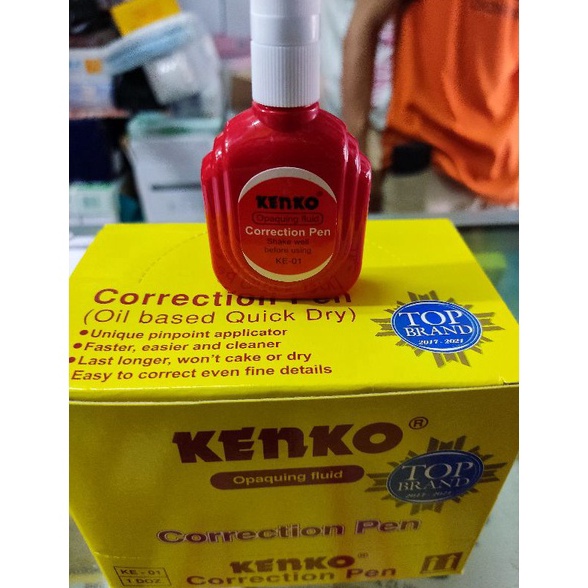 KENKO®
Opaquing fluid
Correction Pen
Shake well
before using
KE-01
Correction Pen
(Oil based Quick Dry)
•Unique pinpoint applicator
•Faster, easier and cleaner
•Last longer, won't cake or dry
Easy to correct even fine details
TOP
BRAND
2017-2021
KENKO®
Opaquing fluid
TOP
BRAND
2017-2021
Correction Pen
KE-01
1 DOZ
KENKO®
Correction Pen